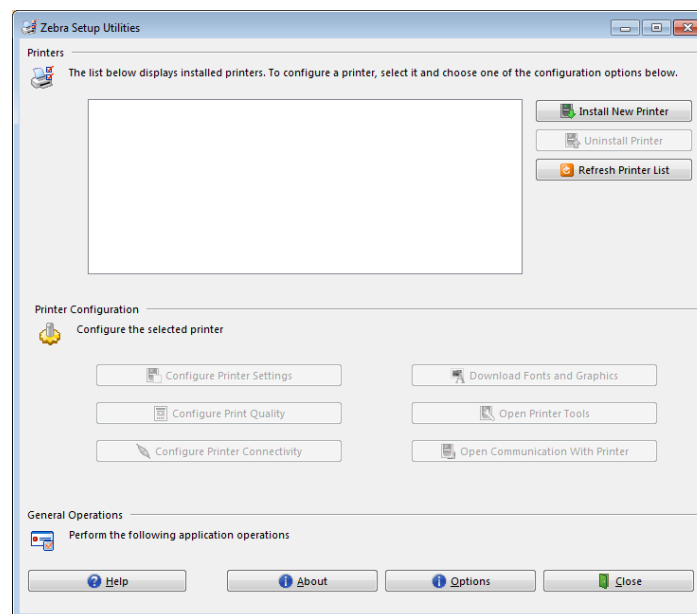 Zebra Setup Utilities
Printers
The list below displays installed printers. To configure a printer, select it and choose one of the configuration options below.
Install New Printer
Uninstall Printer
Refresh Printer List
Printer Configuration
Configure the selected printer
Configure Printer Settings
Download Fonts and Graphics
Configure Print Quality
Open Printer Tools
Configure Printer Connectivity
Open Communication With Printer
General Operations
Perform the following application operations
Help
About
Options
Close